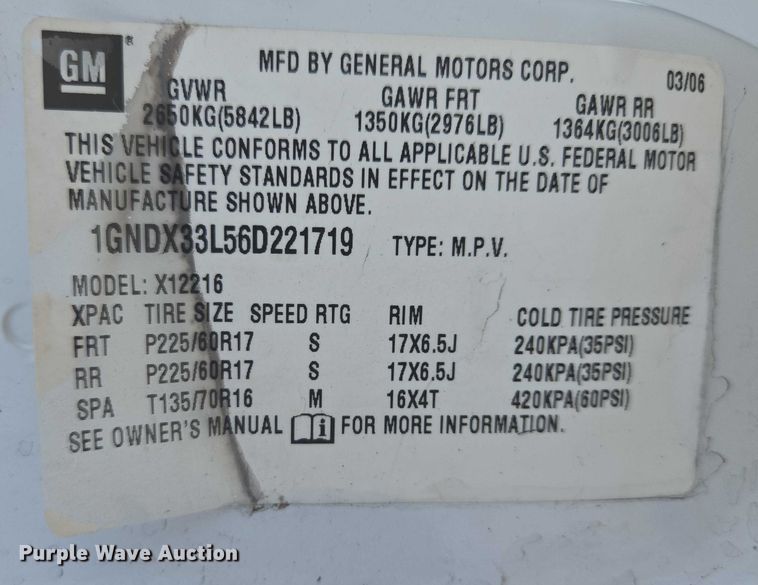 GM
MFD BY GENERAL MOTORS CORP. 03/06
GVWR GAWR FRT GAWR RR
2650KG(5842LB) 1350KG(2976LB) 1364KG(3006LB)
THIS VEHICLE CONFORMS TO ALL APPLICABLE U.S. FEDERAL MOTOR
VEHICLE SAFETY STANDARDS IN EFFECT ON THE DATE OF
MANUFACTURE SHOWN ABOVE.
1GNDX33L56D221719 TYPE: M.P.V.
MODEL: X12216
XPAC TIRE SIZE SPEED RTG RIM COLD TIRE PRESSURE
FRT P225/60R17 S 17X6.5J 240KPA(35PSI)
RR P225/60R17 S 17X6.5J 240KPA(35PSI)
SPA T135/70R16 M 16X4T 420KPA(60PSI)
SEE OWNER'S MANUAL i FOR MORE INFORMATION.
Purple Wave Auction